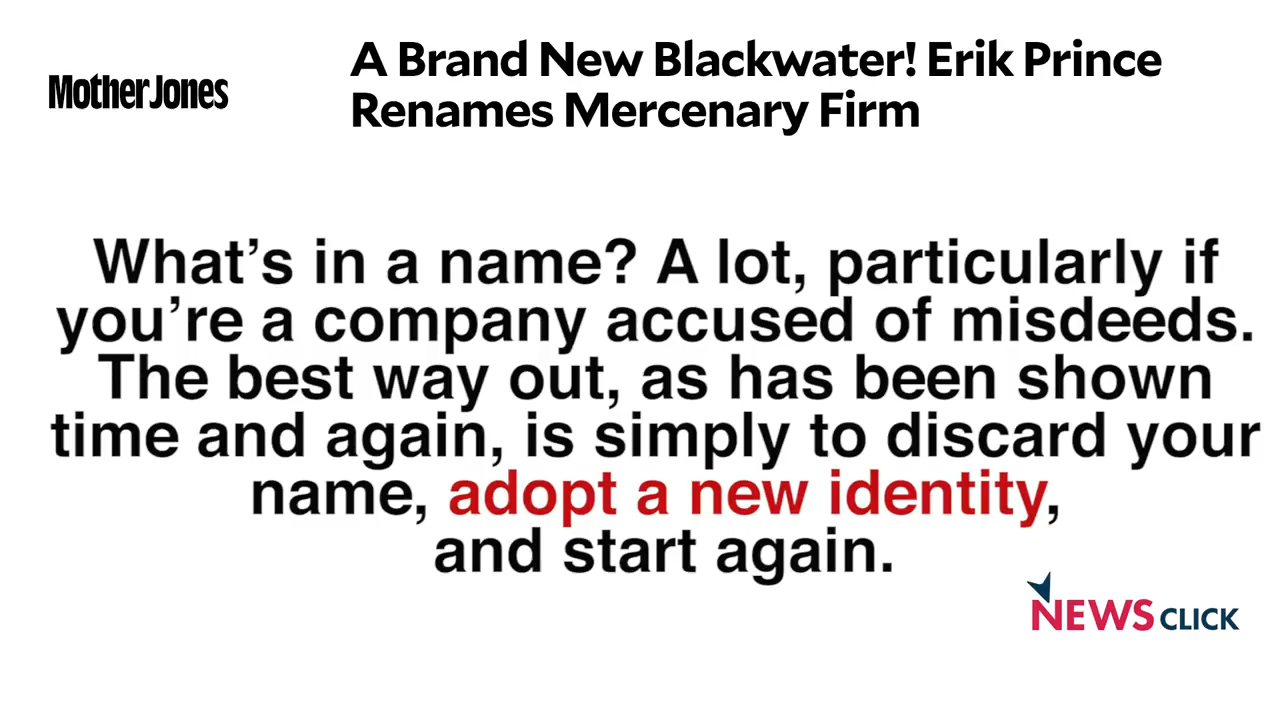 Mother Jones
A Brand New Blackwater! Erik Prince
Renames Mercenary Firm
What’s in a name? A lot, particularly if
you’re a company accused of misdeeds.
The best way out, as has been shown
time and again, is simply to discard your
name, adopt a new identity,
and start again.
NEWSCLICK